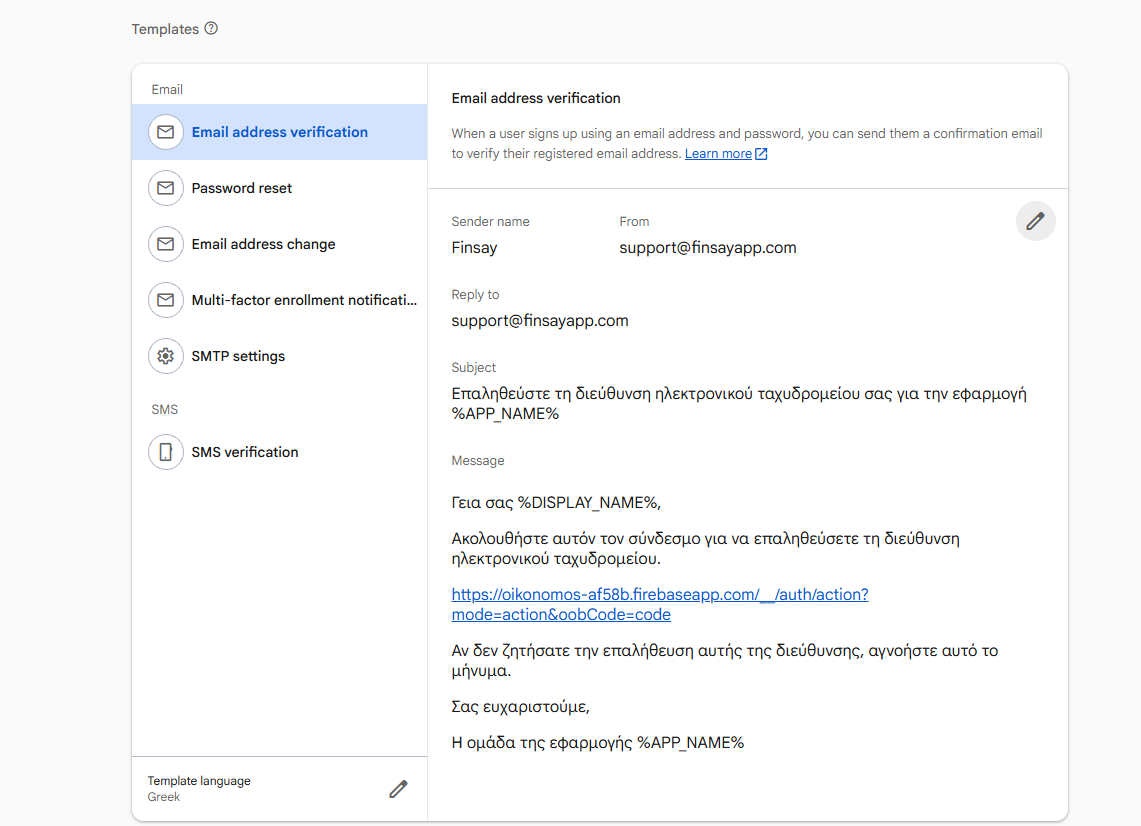 Templates
Email
Email address verification
Password reset
Email address change
Multi-factor enrollment notificati...
SMTP settings
SMS
SMS verification
Template language
Greek
Email address verification
When a user signs up using an email address and password, you can send them a confirmation email
to verify their registered email address. Learn more
Sender name
From
Finsay
support@finsayapp.com
Reply to
support@finsayapp.com
Subject
Επαληθεύστε τη διεύθυνση ηλεκτρονικού ταχυδρομείου σας για την εφαρμογή
%APP_NAME%
Message
Γεια σας %DISPLAY_NAME%,
Ακολουθήστε αυτόν τον σύνδεσμο για να επαληθεύσετε τη διεύθυνση
ηλεκτρονικού ταχυδρομείου.
https://oikonomos-af58b.firebaseapp.com/__/auth/action?
mode=action&oobCode=code
Αν δεν ζητήσατε την επαλήθευση αυτής της διεύθυνσης, αγνοήστε αυτό το
μήνυμα.
Σας ευχαριστούμε,
Η ομάδα της εφαρμογής %APP_NAME%